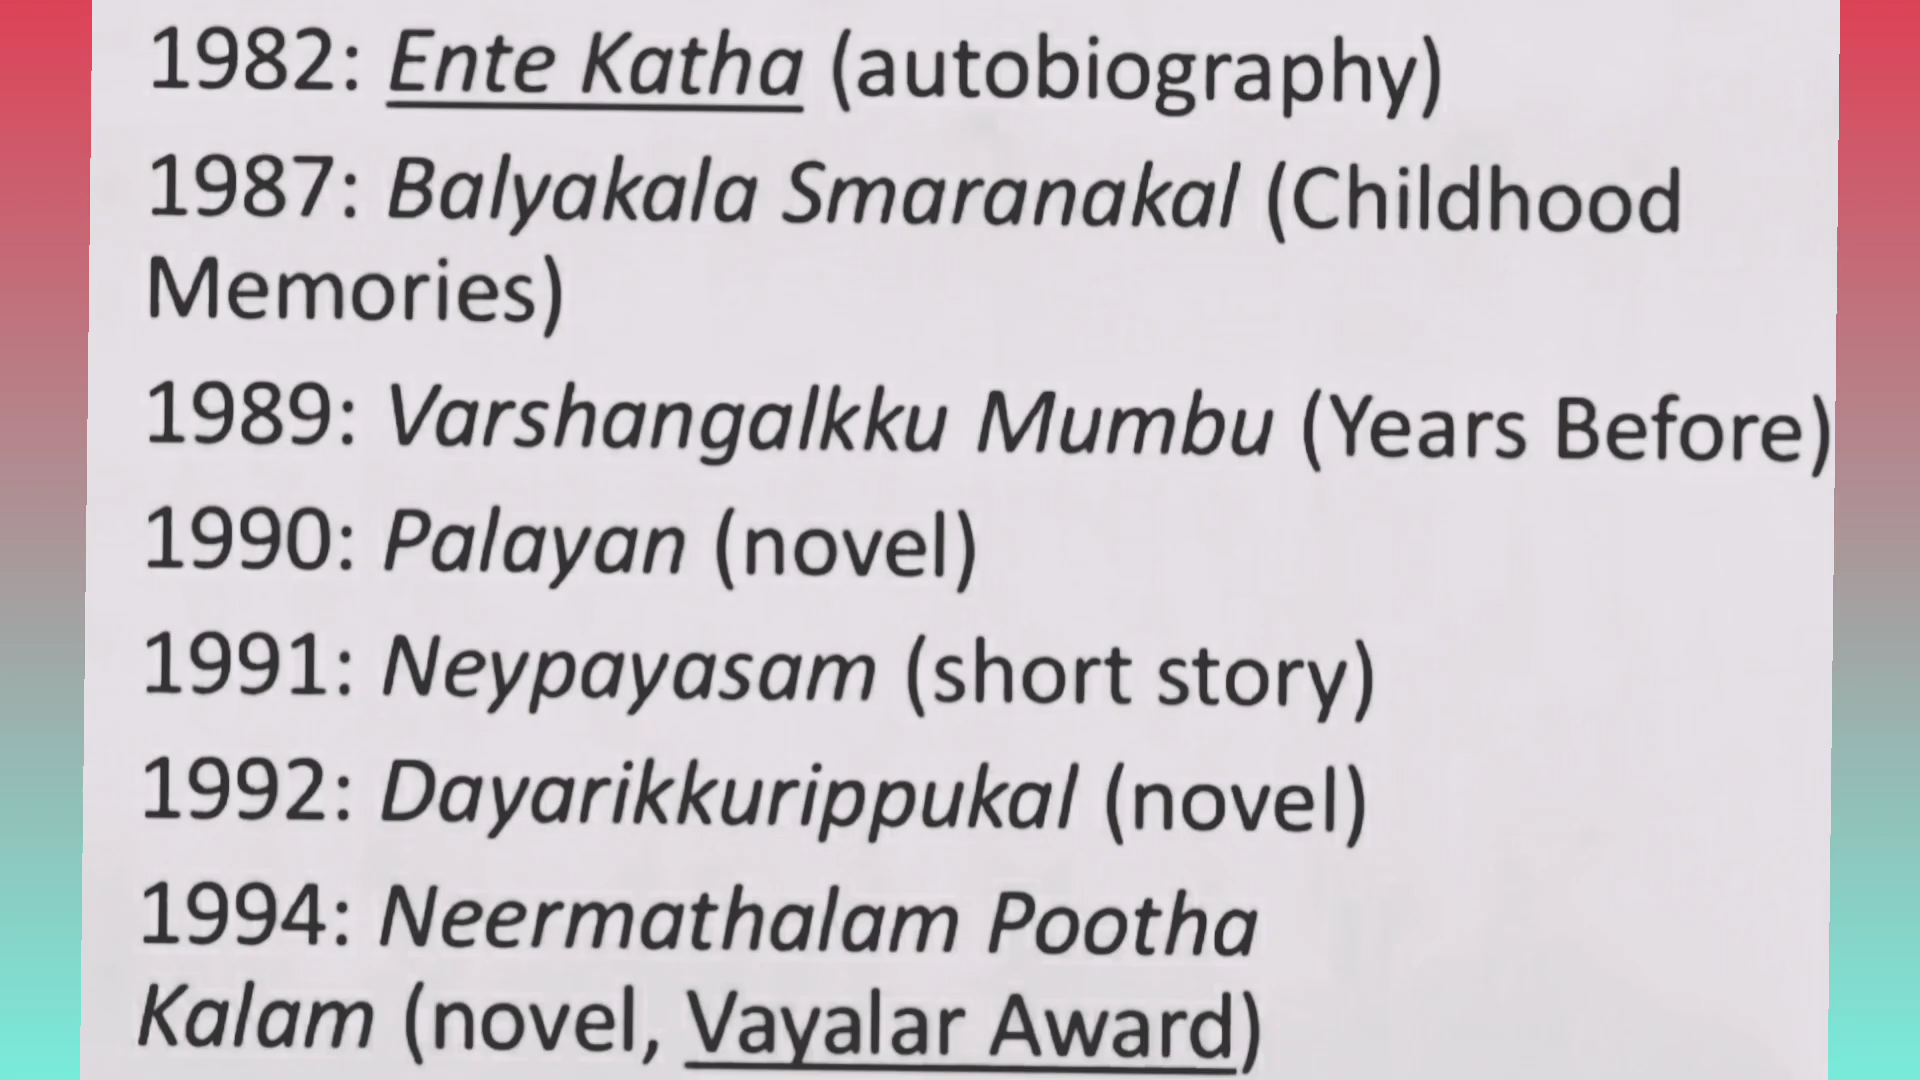 1982: Ente Katha (autobiography)
1987: Balyakala Smaranakal (Childhood
Memories)
1989: Varshangalkku Mumbu (Years Before)
1990: Palayan (novel)
1991: Neypayasam (short story)
1992: Dayarikkurippukal (novel)
1994: Neermathalam Pootha
Kalam (novel, Vayalar Award)